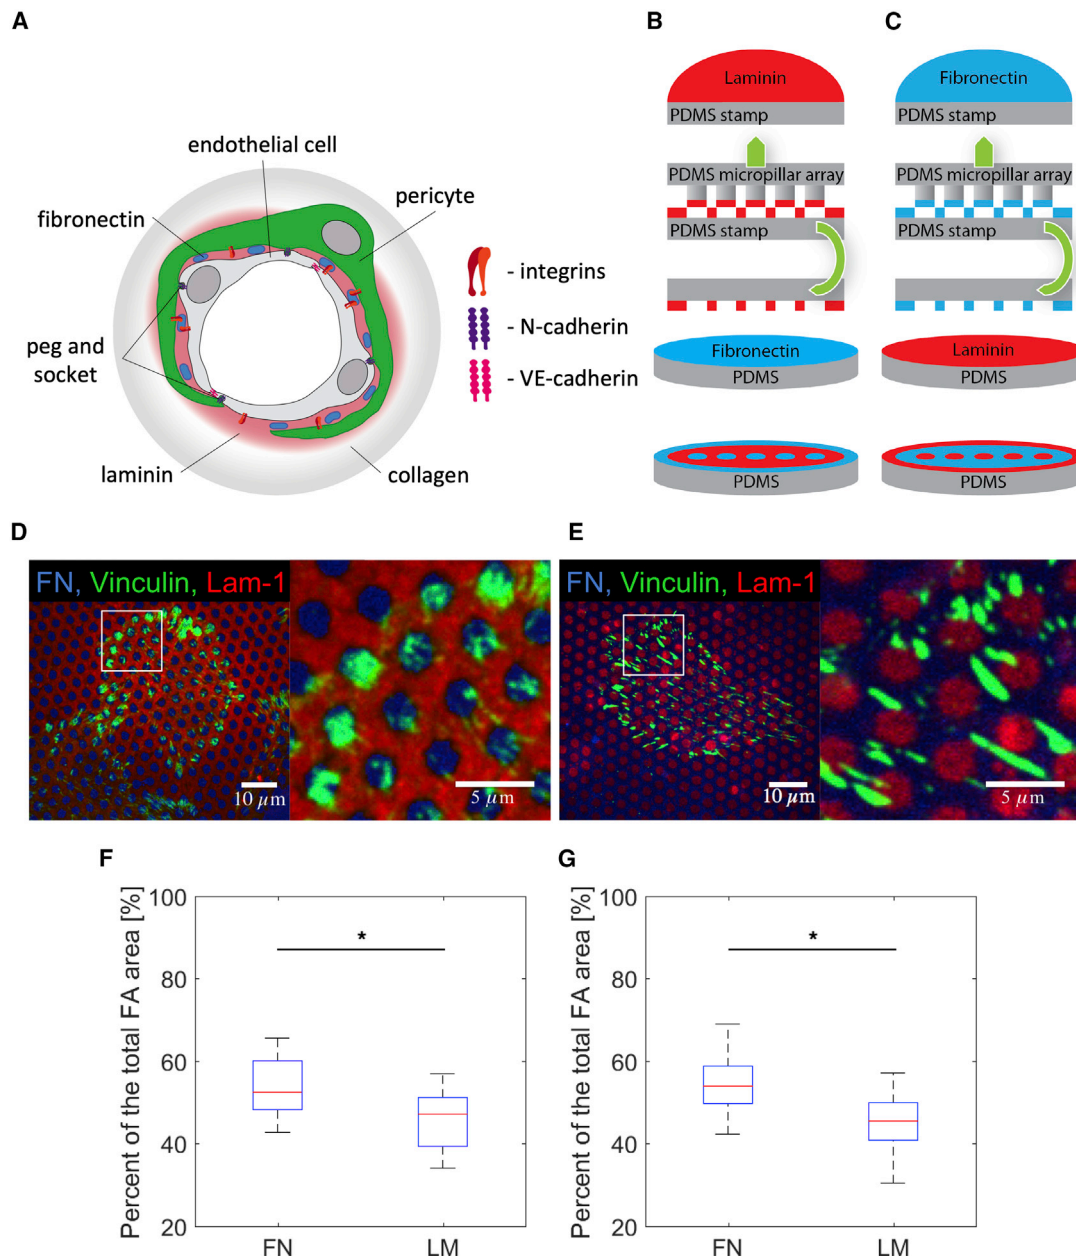 A
endothelial cell
fibronectin
pericyte
peg and
socket
laminin
collagen
- integrins
- N-cadherin
- VE-cadherin
B
Laminin
PDMS stamp
PDMS micropillar array
PDMS stamp
Fibronectin
PDMS
PDMS
C
Fibronectin
PDMS stamp
PDMS micropillar array
PDMS stamp
Laminin
PDMS
PDMS
D
FN, Vinculin, Lam-1
10 μm
5 μm
E
FN, Vinculin, Lam-1
10 μm
5 μm
F
Percent of the total FA area [%]
100
80
60
40
20
*
FN
LM
G
Percent of the total FA area [%]
100
80
60
40
20
*
FN
LM